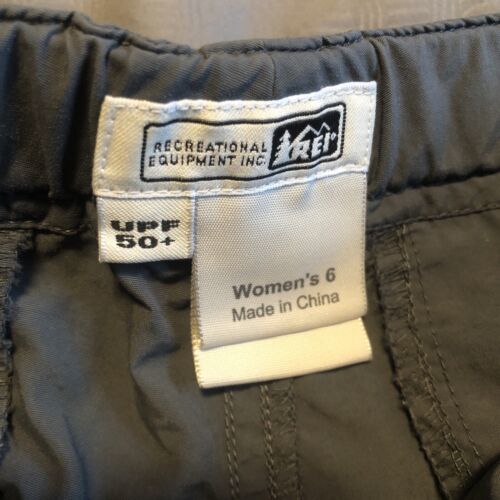 RECREATIONAL
EQUIPMENT INC.
REI®
UPF
50+
Women's 6
Made in China